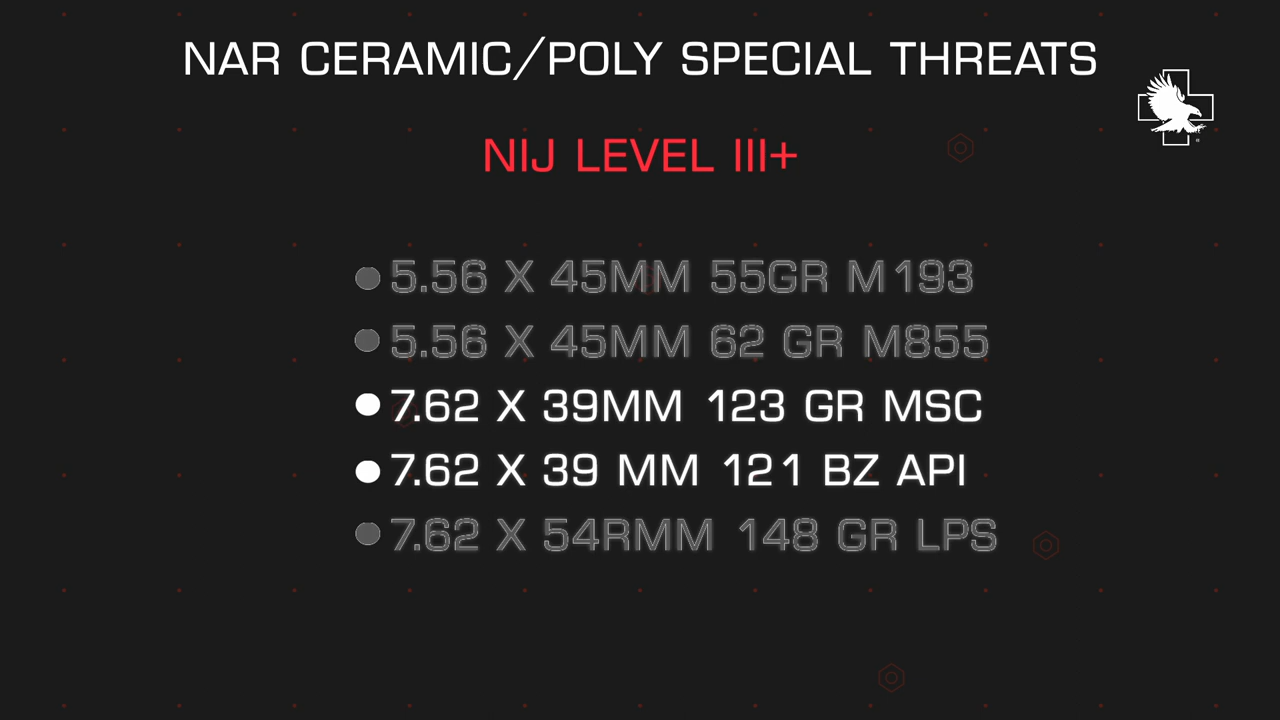 NAR CERAMIC/POLY SPECIAL THREATS
NIJ LEVEL III+
5.56 X 45MM 55GR M193
5.56 X 45MM 62 GR M855
7.62 X 39MM 123 GR MSC
7.62 X 39 MM 121 BZ API
7.62 X 54RMM 148 GR LPS